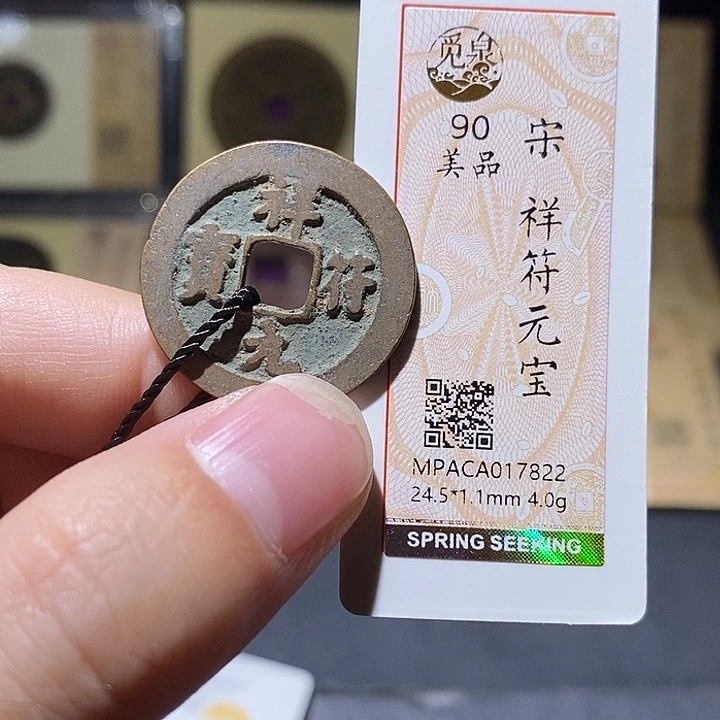 祥符元寶
觅泉
90
美品
宋 祥符元宝
MPACA017822
24.5*1.1mm 4.0g
SPRING SEEKING